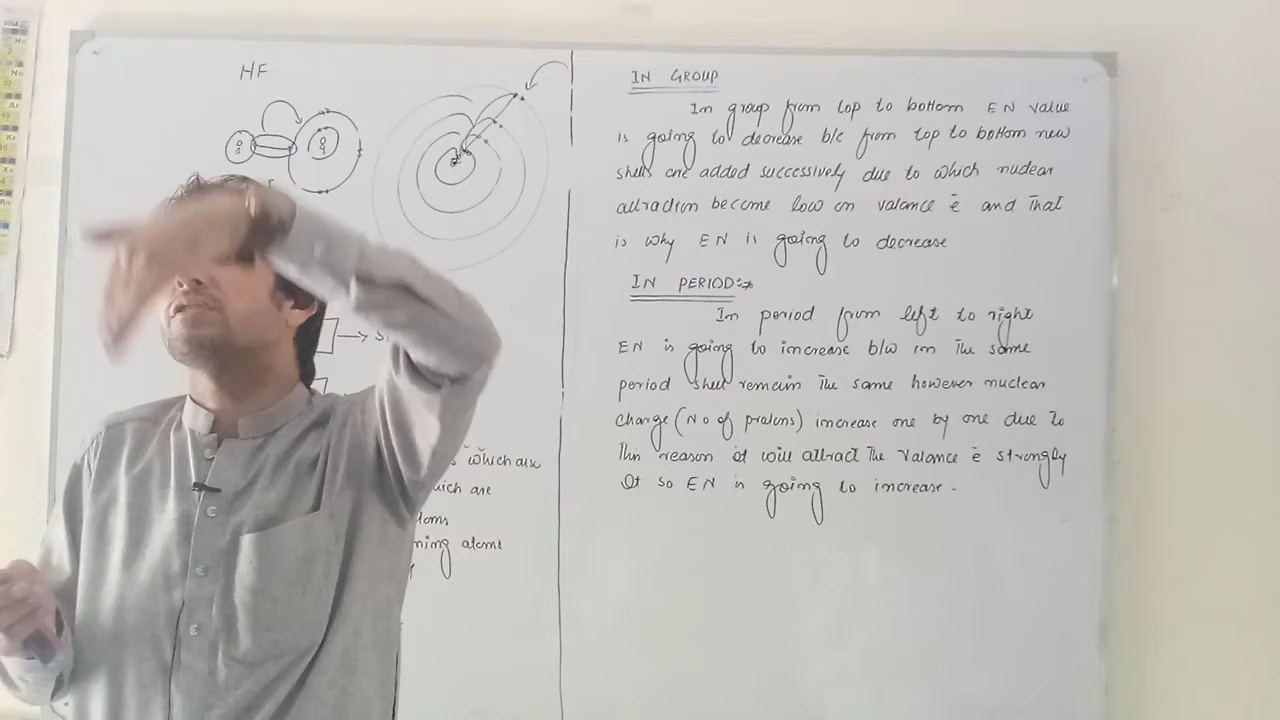 HF
s which are
uich are
toms
ning atoms
IN GROUP
In group from top to bottom EN value
is going to decrease b/c from top to bottom new
shells are added successively due to which nuclear
attraction become low on valance ē and That
is why EN is going to decrease
IN PERIOD:-
In period from left to right
EN is going to increase b/w in The same
period shell remain The same however nuclear
charge (No of protons) increase one by one due to
This reason it will attract The valance ē strongly
It so EN is going to increase -